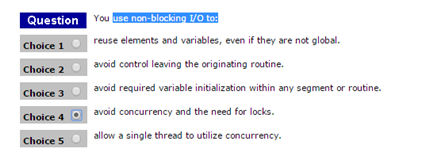 Question You use non-blocking I/O to:
Choice 1 reuse elements and variables, even if they are not global.
Choice 2 avoid control leaving the originating routine.
Choice 3 avoid required variable initialization within any segment or routine.
Choice 4 avoid concurrency and the need for locks.
Choice 5 allow a single thread to utilize concurrency.